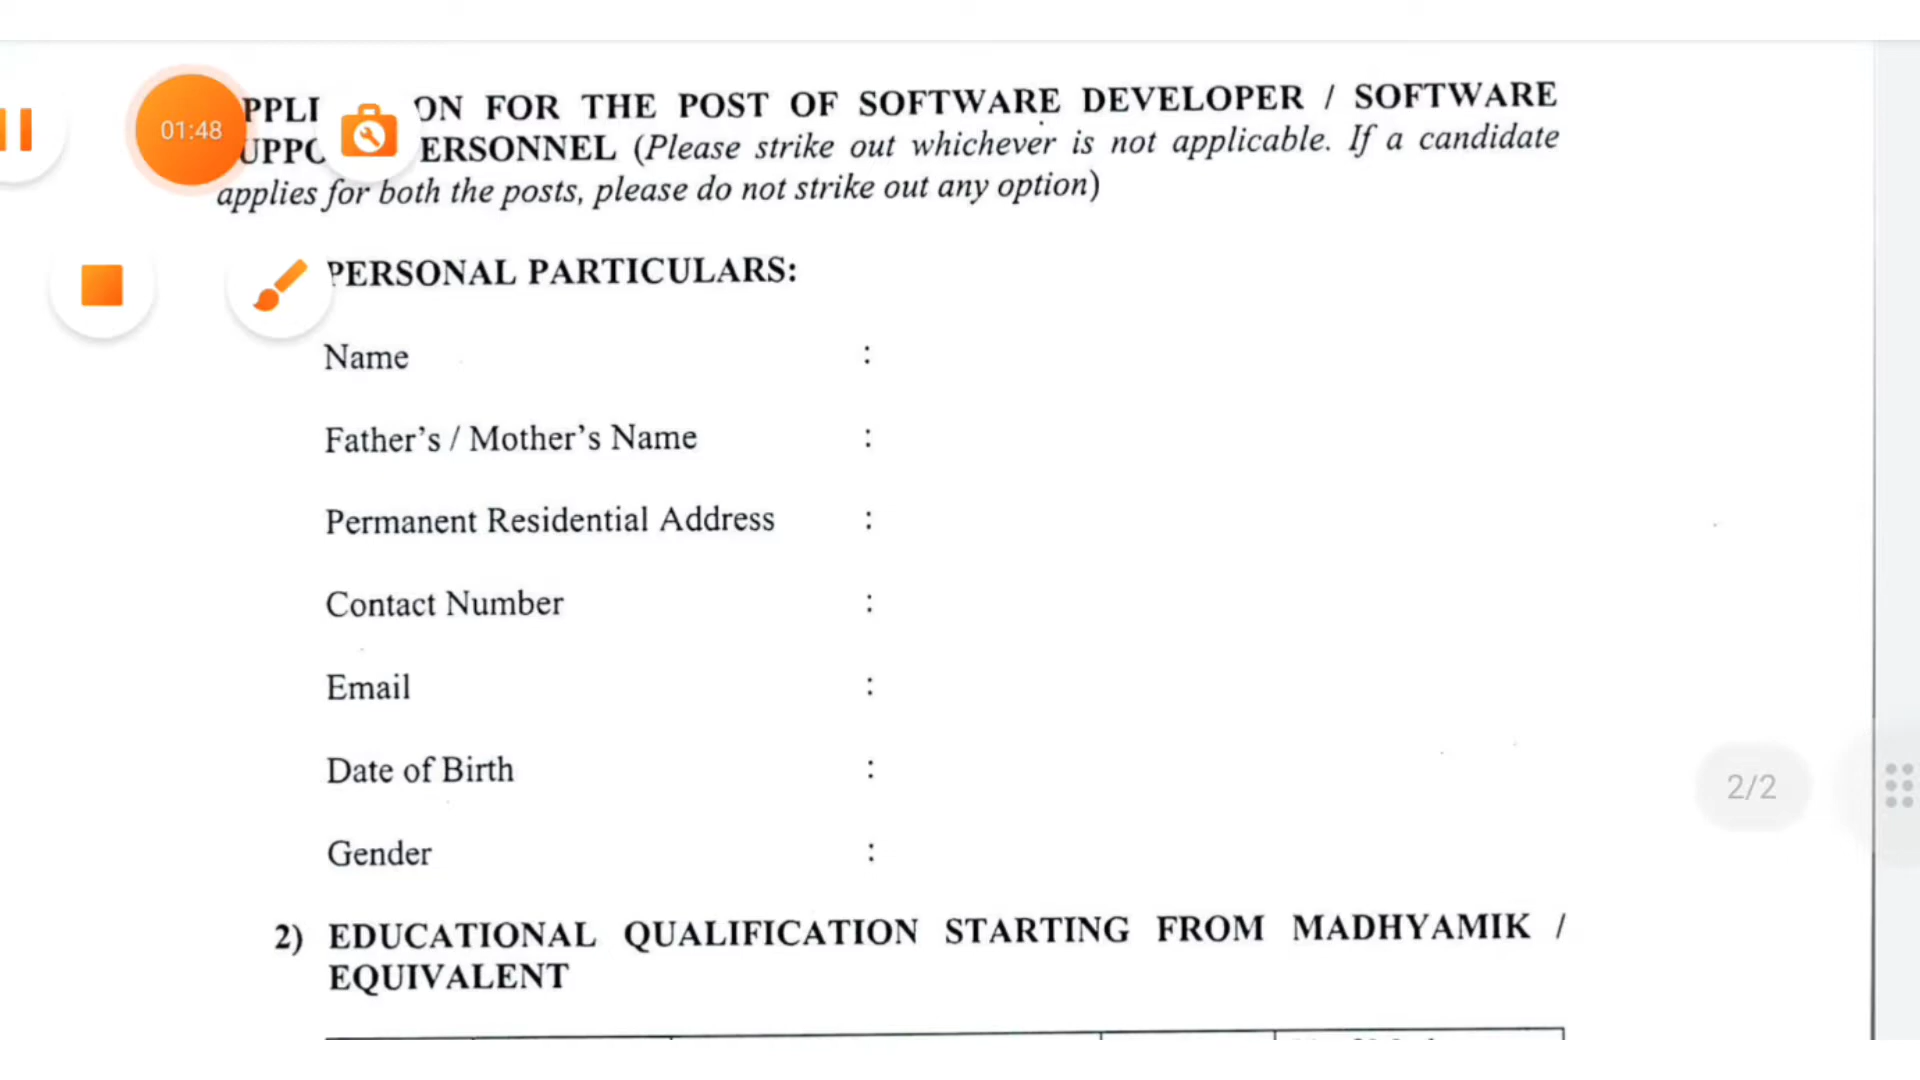 01:48
PPLI ON FOR THE POST OF SOFTWARE DEVELOPER / SOFTWARE
UPPO ERSONNEL (Please strike out whichever is not applicable. If a candidate
applies for both the posts, please do not strike out any option)
PERSONAL PARTICULARS:
Name :
Father's / Mother's Name :
Permanent Residential Address :
Contact Number :
Email :
Date of Birth :
2/2
Gender :
2) EDUCATIONAL QUALIFICATION STARTING FROM MADHYAMIK /
EQUIVALENT